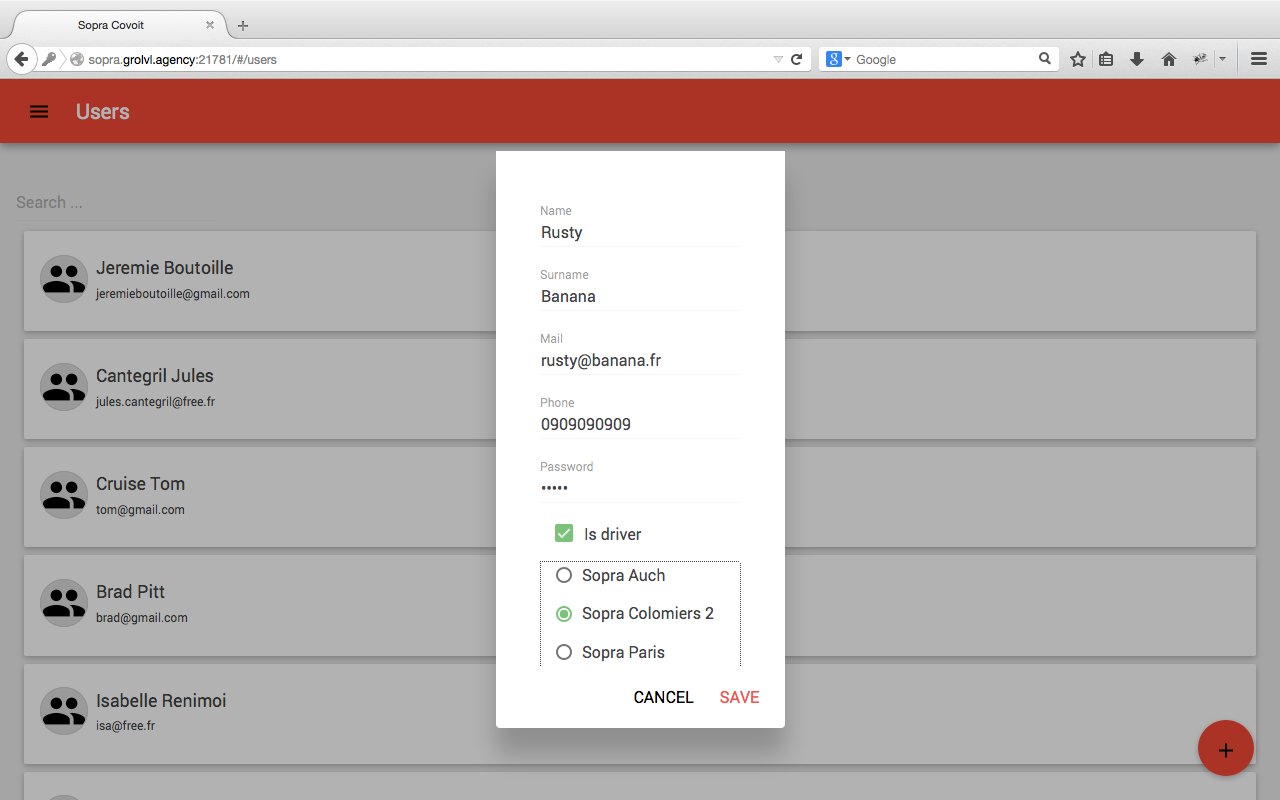 Sopra Covoit
sopra.grolvl.agency:21781/#/users
Google
Users
Search ...
Jeremie Boutoille
jeremieboutoille@gmail.com
Cantegril Jules
jules.cantegril@free.fr
Cruise Tom
tom@gmail.com
Brad Pitt
brad@gmail.com
Isabelle Renimoi
isa@free.fr
Name
Rusty
Surname
Banana
Mail
rusty@banana.fr
Phone
0909090909
Password
•••••
Is driver
Sopra Auch
Sopra Colomiers 2
Sopra Paris
CANCEL SAVE